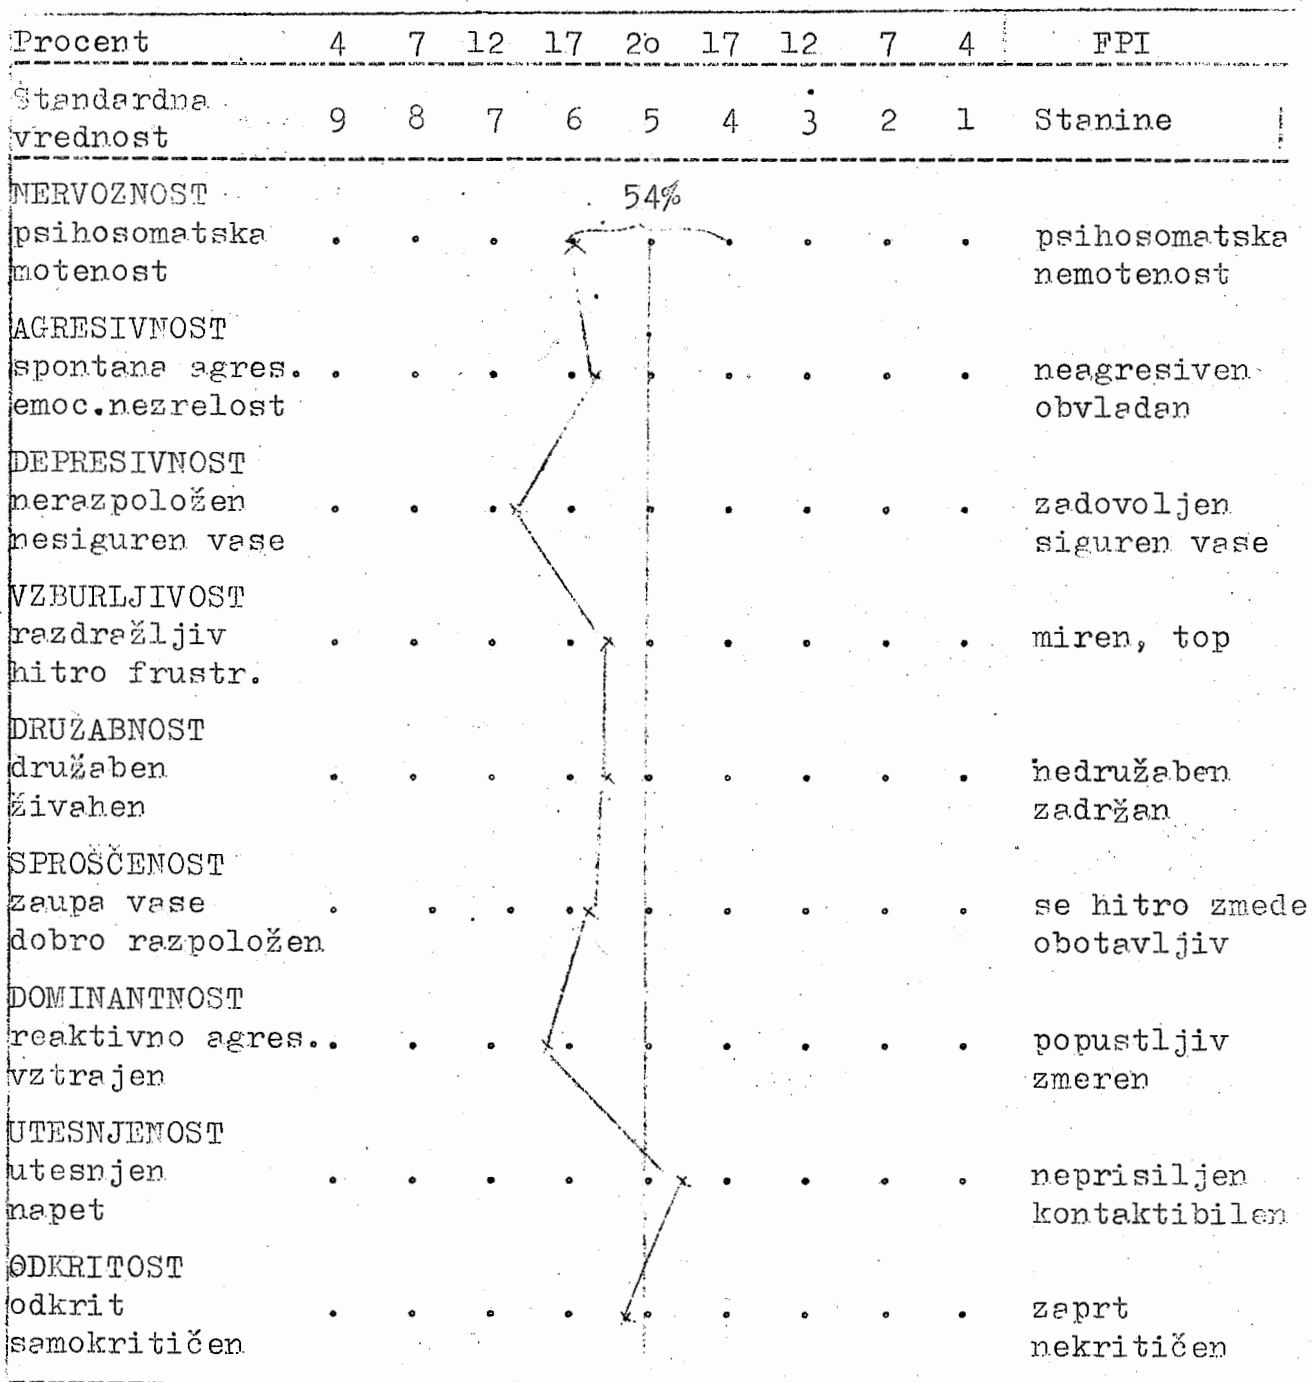 Procent 4 7 12 17 2o 17 12 7 4 FPI
Standardna
vrednost 9 8 7 6 5 4 3 2 1 Stanine
NERVOZNOST 54%
psihosomatska psihosomatska
motenost nemotenost
AGRESIVNOST
spontana agres. neagresiven
emoc.nezrelost obvladan
DEPRESIVNOST
nerazpoložen zadovoljen
nesiguren vase siguren vase
VZBURLJIVOST
razdražljiv miren, top
hitro frustr.
DRUŽABNOST
družaben nedružaben
živahen zadržan
SPROŠČENOST
zaupa vase se hitro zmede
dobro razpoložen obotavljiv
DOMINANTNOST
reaktivno agres. popustljiv
vztrajen zmeren
UTESNJENOST
utesnjen neprisiljen
napet kontaktibilen
ODKRITOST
odkrit zaprt
samokritičen nekritičen